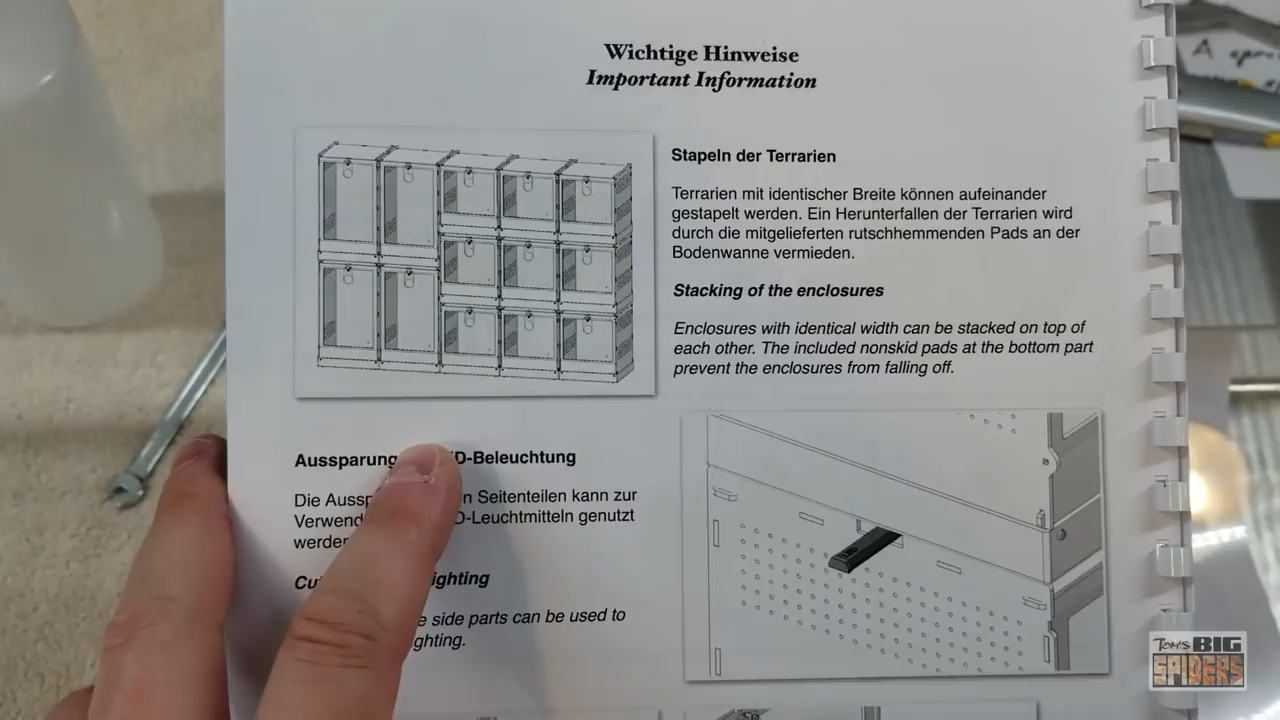 Wichtige Hinweise
Important Information
Stapeln der Terrarien
Terrarien mit identischer Breite können aufeinander
gestapelt werden. Ein Herunterfallen der Terrarien wird
durch die mitgelieferten rutschhemmenden Pads an der
Bodenwanne vermieden.
Stacking of the enclosures
Enclosures with identical width can be stacked on top of
each other. The included nonskid pads at the bottom part
prevent the enclosures from falling off.
Aussparung D-Beleuchtung
Die Aussp n Seitenteilen kann zur
Verwend D-Leuchtmitteln genutzt
werde
Cu ighting
e side parts can be used to
ghting.
LED
A
TOM'S BIG
SPIDERS